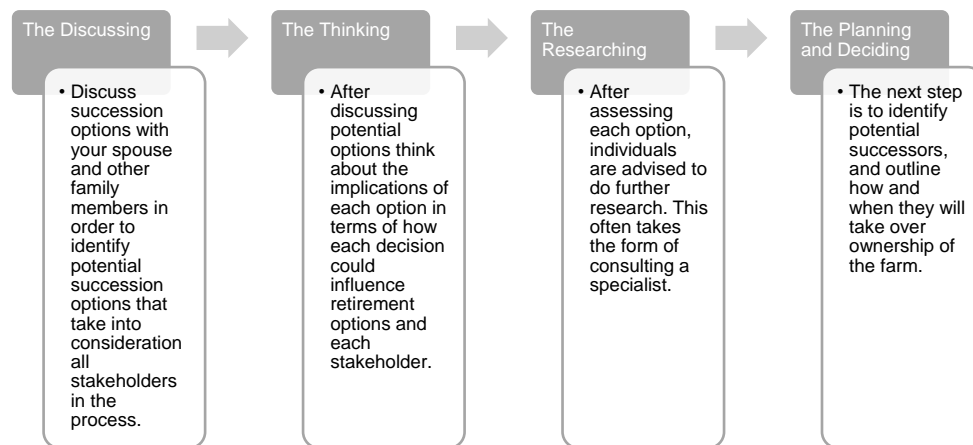 The Discussing
• Discuss
succession
options with
your spouse
and other
family
members in
order to
identify
potential
succession
options that
take into
consideration
all
stakeholders
in the
process.
The Thinking
• After
discussing
potential
options think
about the
implications of
each option in
terms of how
each decision
could
influence
retirement
options and
each
stakeholder.
The
Researching
• After
assessing
each option,
individuals
are advised to
do further
research. This
often takes
the form of
consulting a
specialist.
The Planning
and Deciding
• The next step
is to identify
potential
successors,
and outline
how and
when they will
take over
ownership of
the farm.